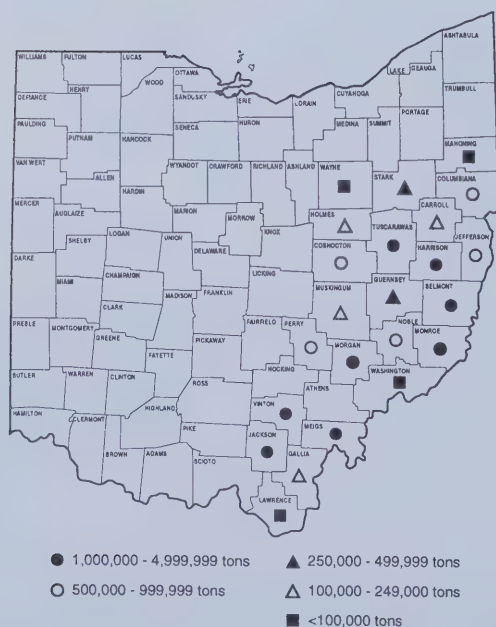 ASHTABULA
WILLIAMS FULTON LUCAS
LAKE GEAUGA
OTTAWA
WOOD
CUYAHOGA
TRUMBULL
DEFIANCE HENRY SANDUSKY ERIE LORAIN
PORTAGE
PAULDING SENECA HURON MEDINA SUMMIT
PUTNAM HANCOCK MAHONING
VAN WERT WYANDOT CRAWFORD RICHLAND ASHLAND WAYNE STARK COLUMBIANA
ALLEN
HARDIN
MERCER CARROLL
AUGLAIZE MARION HOLMES
MORROW TUSCARAWAS JEFFERSON
LOGAN UNION KNOX
SHELBY COSHOCTON HARRISON
DELAWARE
DARKE
CHAMPAIGN LICKING GUERNSEY
MIAMI MUSKINGUM BELMONT
MADISON FRANKLIN
CLARK NOBLE
PREBLE MONTGOMERY FAIRFIELD PERRY MONROE
GREENE PICKAWAY MORGAN
FAYETTE HOCKING WASHINGTON
BUTLER WARREN CLINTON ROSS ATHENS
VINTON
HIGHLAND
HAMILTON CLERMONT PIKE JACKSON MEIGS
BROWN ADAMS SCIOTO GALLIA
LAWRENCE
1,000,000 - 4,999,999 tons
500,000 - 999,999 tons
250,000 - 499,999 tons
100,000 - 249,000 tons
<100,000 tons